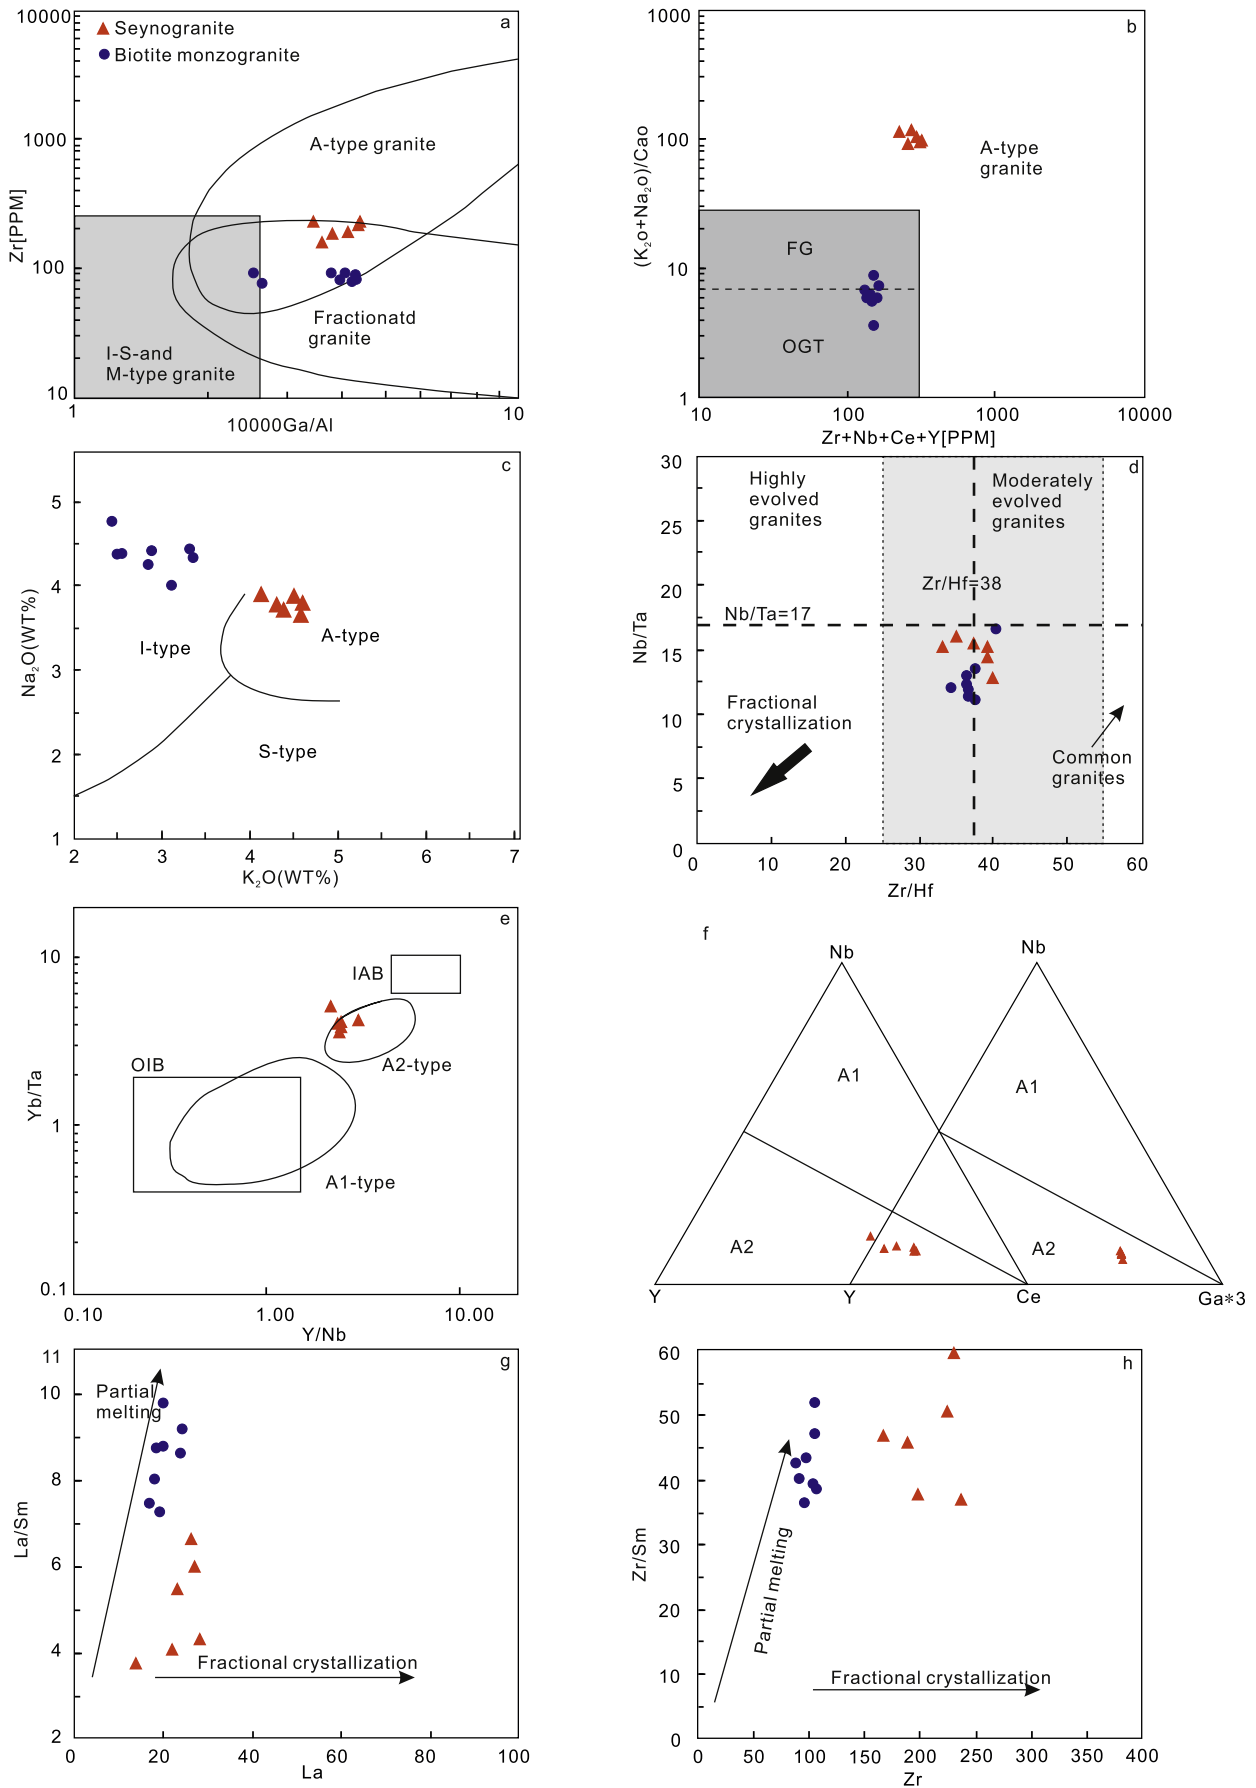 a
10000
1000
100
10
1
10
Zr[PPM]
10000Ga/Al
Seynogranite
Biotite monzogranite
A-type granite
Fractionatd
granite
I-S-and
M-type granite
b
1000
100
10
1
10
100
1000
10000
(K₂o+Na₂o)/Cao
Zr+Nb+Ce+Y[PPM]
A-type
granite
FG
OGT
c
5
4
3
2
1
2
3
4
5
6
7
Na₂O(WT%)
K₂O(WT%)
I-type
A-type
S-type
d
30
25
20
15
10
5
0
0
10
20
30
40
50
60
Nb/Ta
Zr/Hf
Highly
evolved
granites
Moderately
evolved
granites
Zr/Hf=38
Nb/Ta=17
Fractional
crystallization
Common
granites
e
10
1
0.1
0.10
1.00
10.00
Yb/Ta
Y/Nb
IAB
OIB
A2-type
A1-type
f
Nb
Nb
A1
A1
A2
A2
Y
Y
Ce
Ga*3
g
11
10
8
6
4
2
0
20
40
60
80
100
La/Sm
La
Partial
melting
Fractional crystallization
h
60
50
40
30
20
10
0
0
50
100
150
200
250
300
350
400
Zr/Sm
Zr
Partial melting
Fractional crystallization